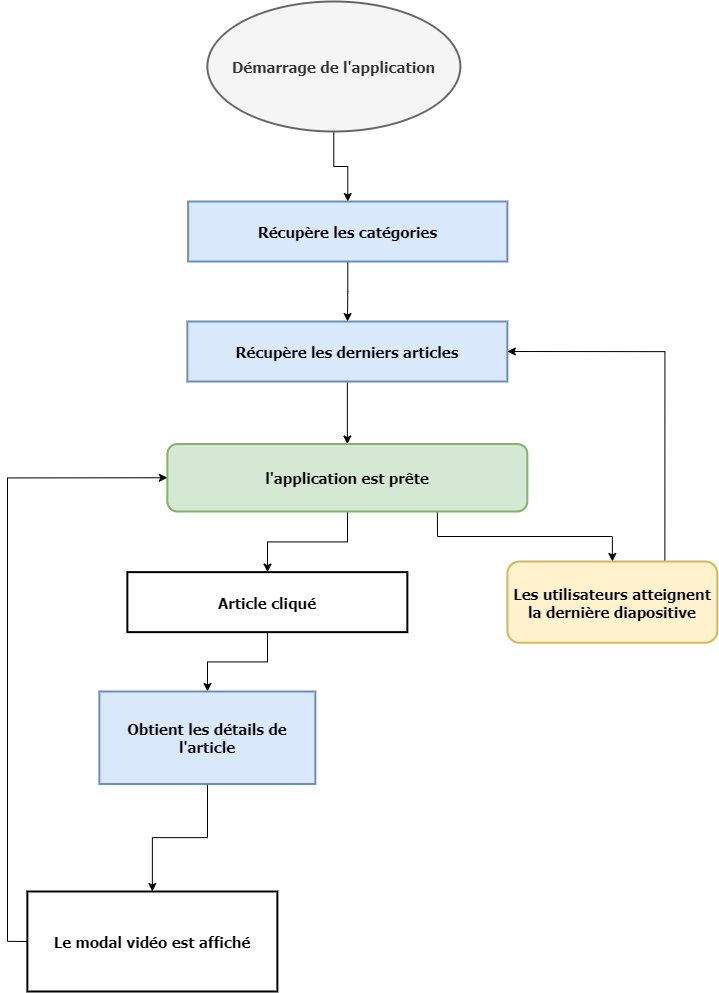 Démarrage de l'application
Récupère les catégories
Récupère les derniers articles
l'application est prête
Article cliqué
Les utilisateurs atteignent
la dernière diapositive
Obtient les détails de
l'article
Le modal vidéo est affiché